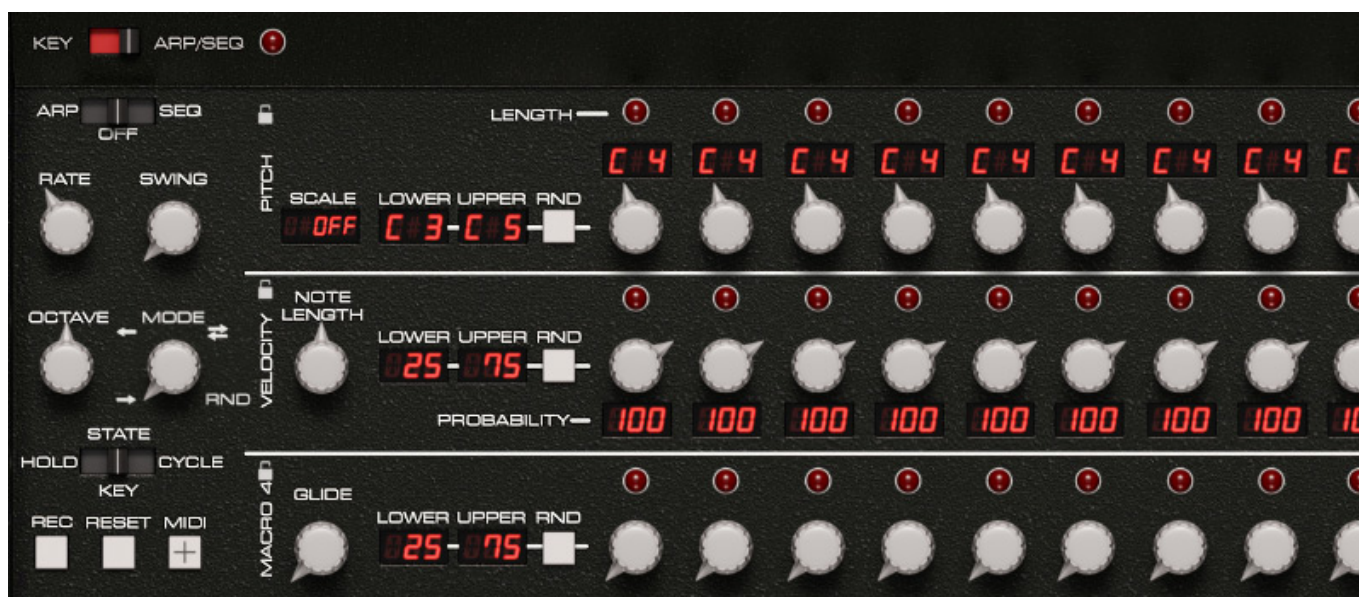 KEY ARP/SEQ
ARP SEQ
OFF
LENGTH
C 4 C 4 C 4 C 4 C 4 C 4 C 4 C 4 C
RATE SWING
PITCH
SCALE LOWER UPPER RND
OFF C 3 - C 5
NOTE
LENGTH
OCTAVE MODE
VELOCITY
LOWER UPPER RND
25 - 75
RND
PROBABILITY
100 100 100 100 100 100 100 100 10
STATE
HOLD CYCLE
KEY
MACRO 4
GLIDE
REC RESET MIDI
LOWER UPPER RND
25 - 75
+